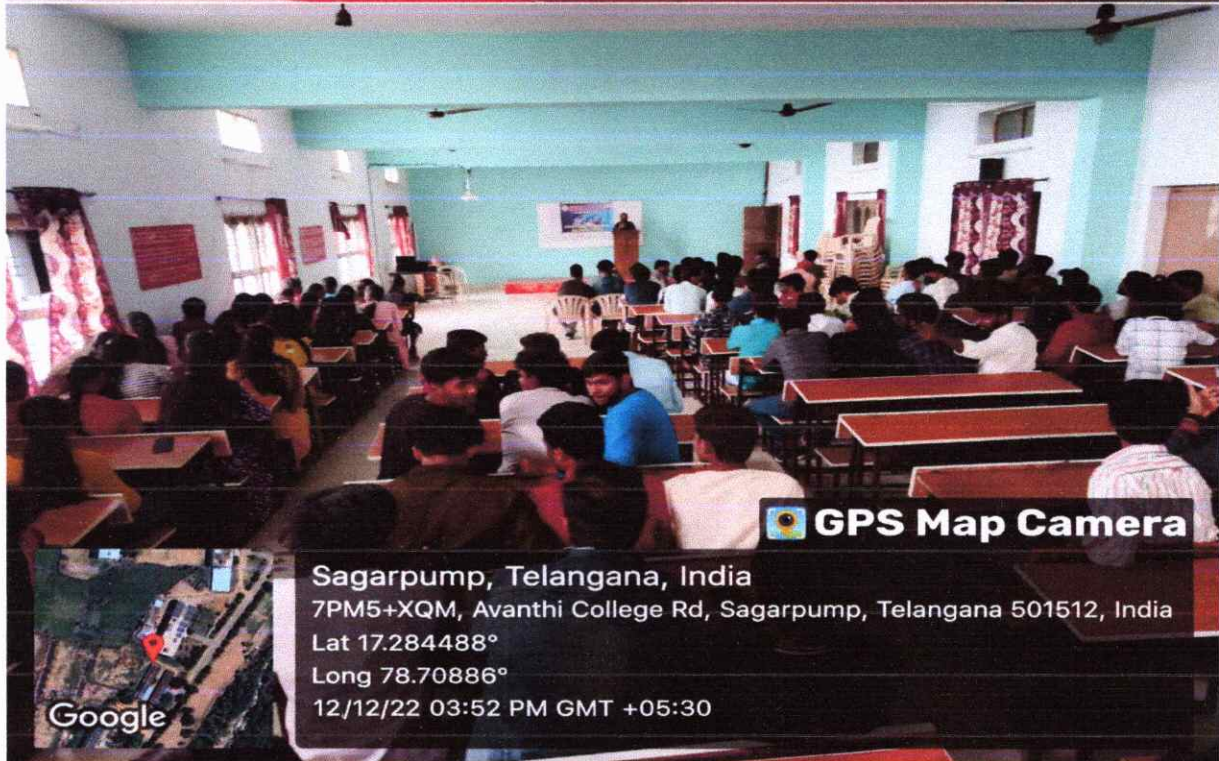 GPS Map Camera
Sagarpump, Telangana, India
7PM5+XQM, Avanthi College Rd, Sagarpump, Telangana 501512, India
Lat 17.284488°
Long 78.70886°
12/12/22 03:52 PM GMT +05:30
Google